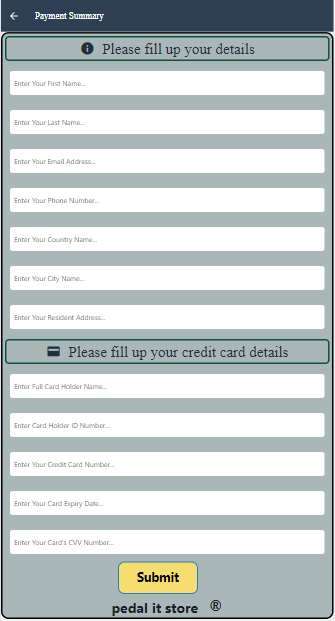 Payment Summary
Please fill up your details
Enter Your First Name...
Enter Your Last Name...
Enter Your Email Address...
Enter Your Phone Number...
Enter Your Country Name...
Enter Your City Name...
Enter Your Resident Address...
Please fill up your credit card details
Enter Full Card Holder Name...
Enter Card Holder ID Number...
Enter Your Credit Card Number...
Enter Your Card Expiry Date...
Enter Your Card's CVV Number...
Submit
pedal it store ®